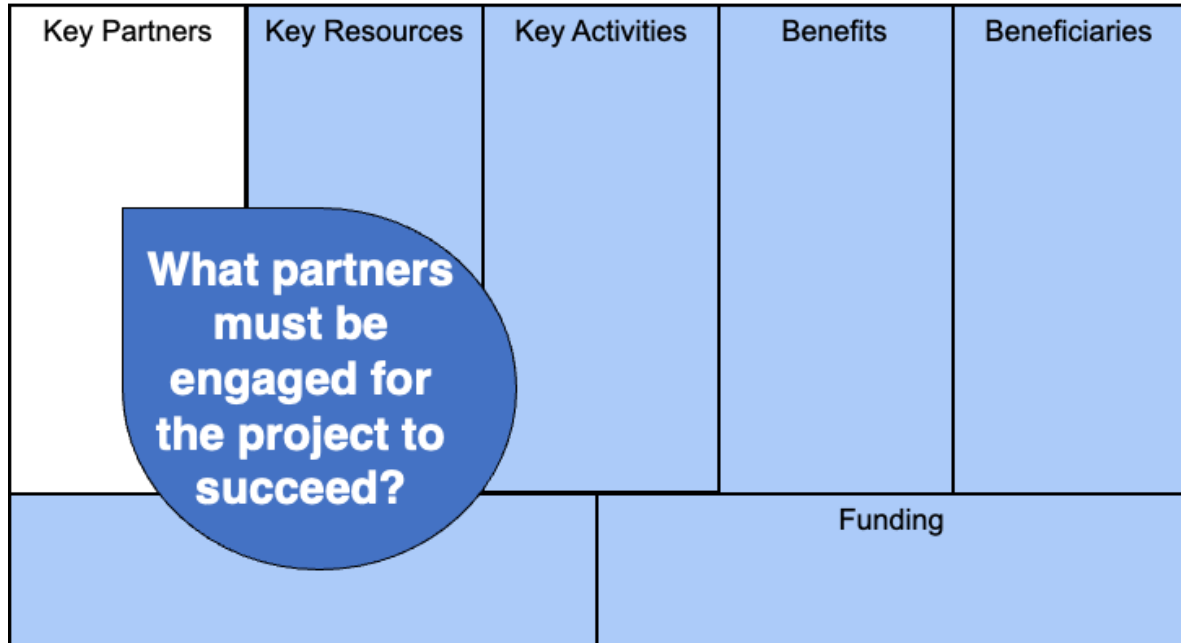 Key Partners
Key Resources
Key Activities
Benefits
Beneficiaries
What partners
must be
engaged for
the project to
succeed?
Funding